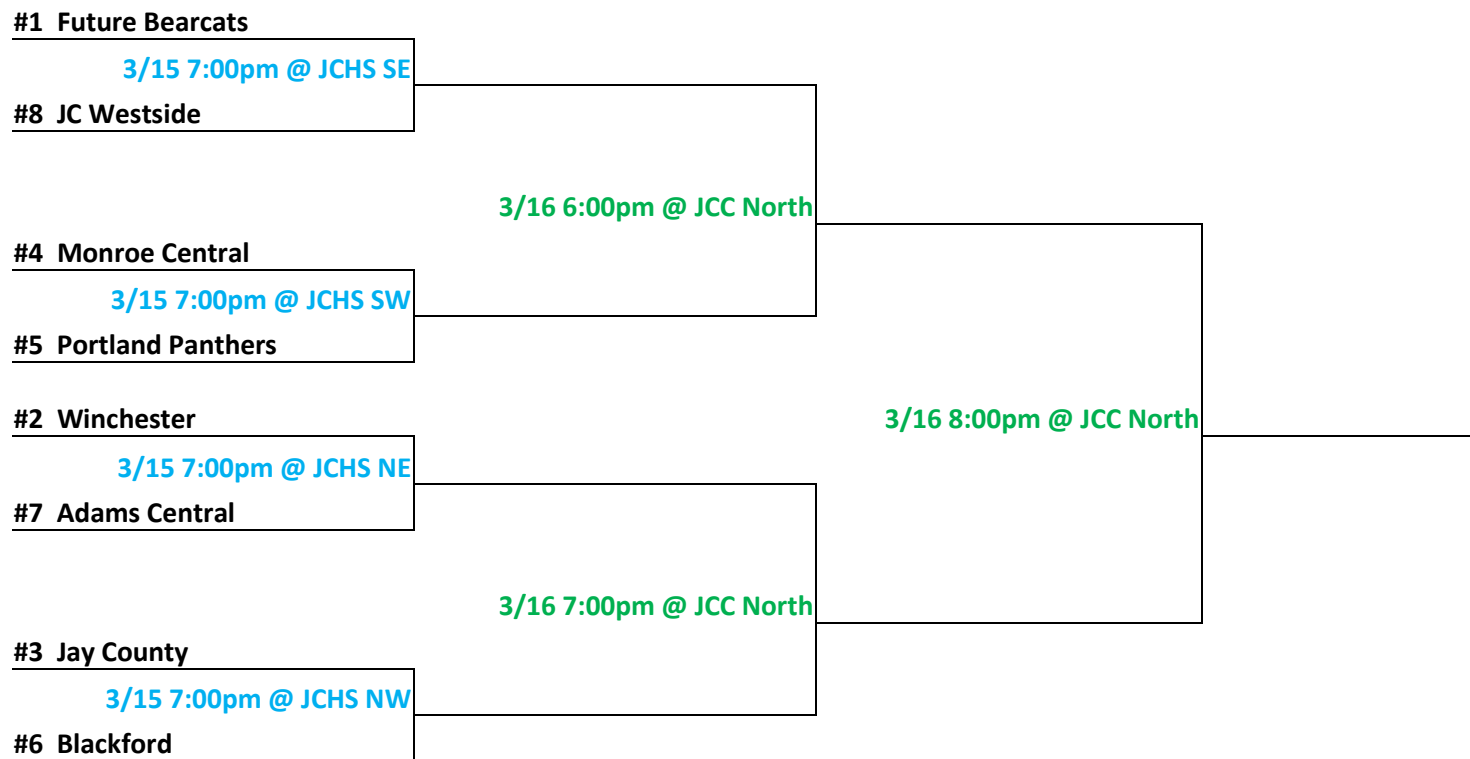 #1 Future Bearcats
3/15 7:00pm @ JCHS SE
#8 JC Westside
3/16 6:00pm @ JCC North
#4 Monroe Central
3/15 7:00pm @ JCHS SW
#5 Portland Panthers
#2 Winchester
3/16 8:00pm @ JCC North
3/15 7:00pm @ JCHS NE
#7 Adams Central
3/16 7:00pm @ JCC North
#3 Jay County
3/15 7:00pm @ JCHS NW
#6 Blackford